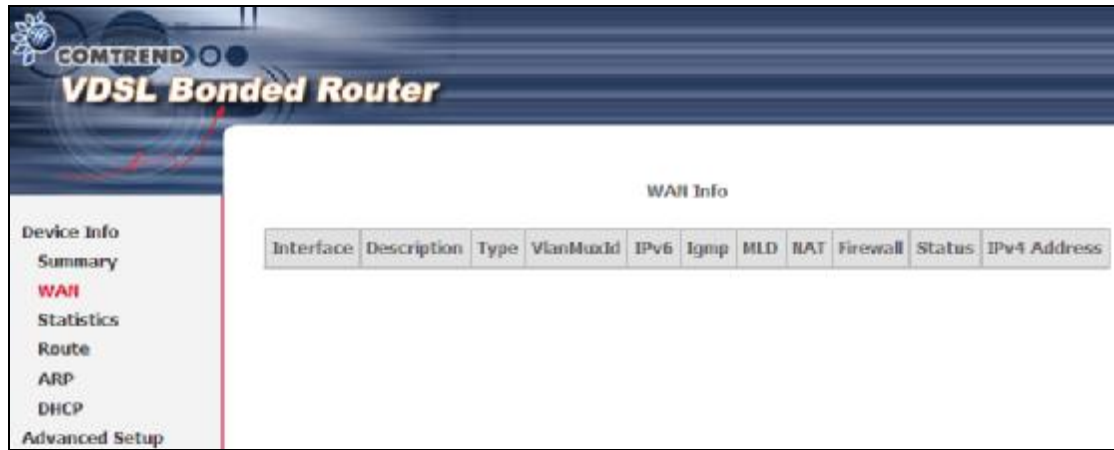 COMTREND
VDSL Bonded Router
WAN Info
Device Info
Summary
WAN
Statistics
Route
ARP
DHCP
Advanced Setup
Interface Description Type VlanMuxId IPv6 Igmp MLD NAT Firewall Status IPv4 Address